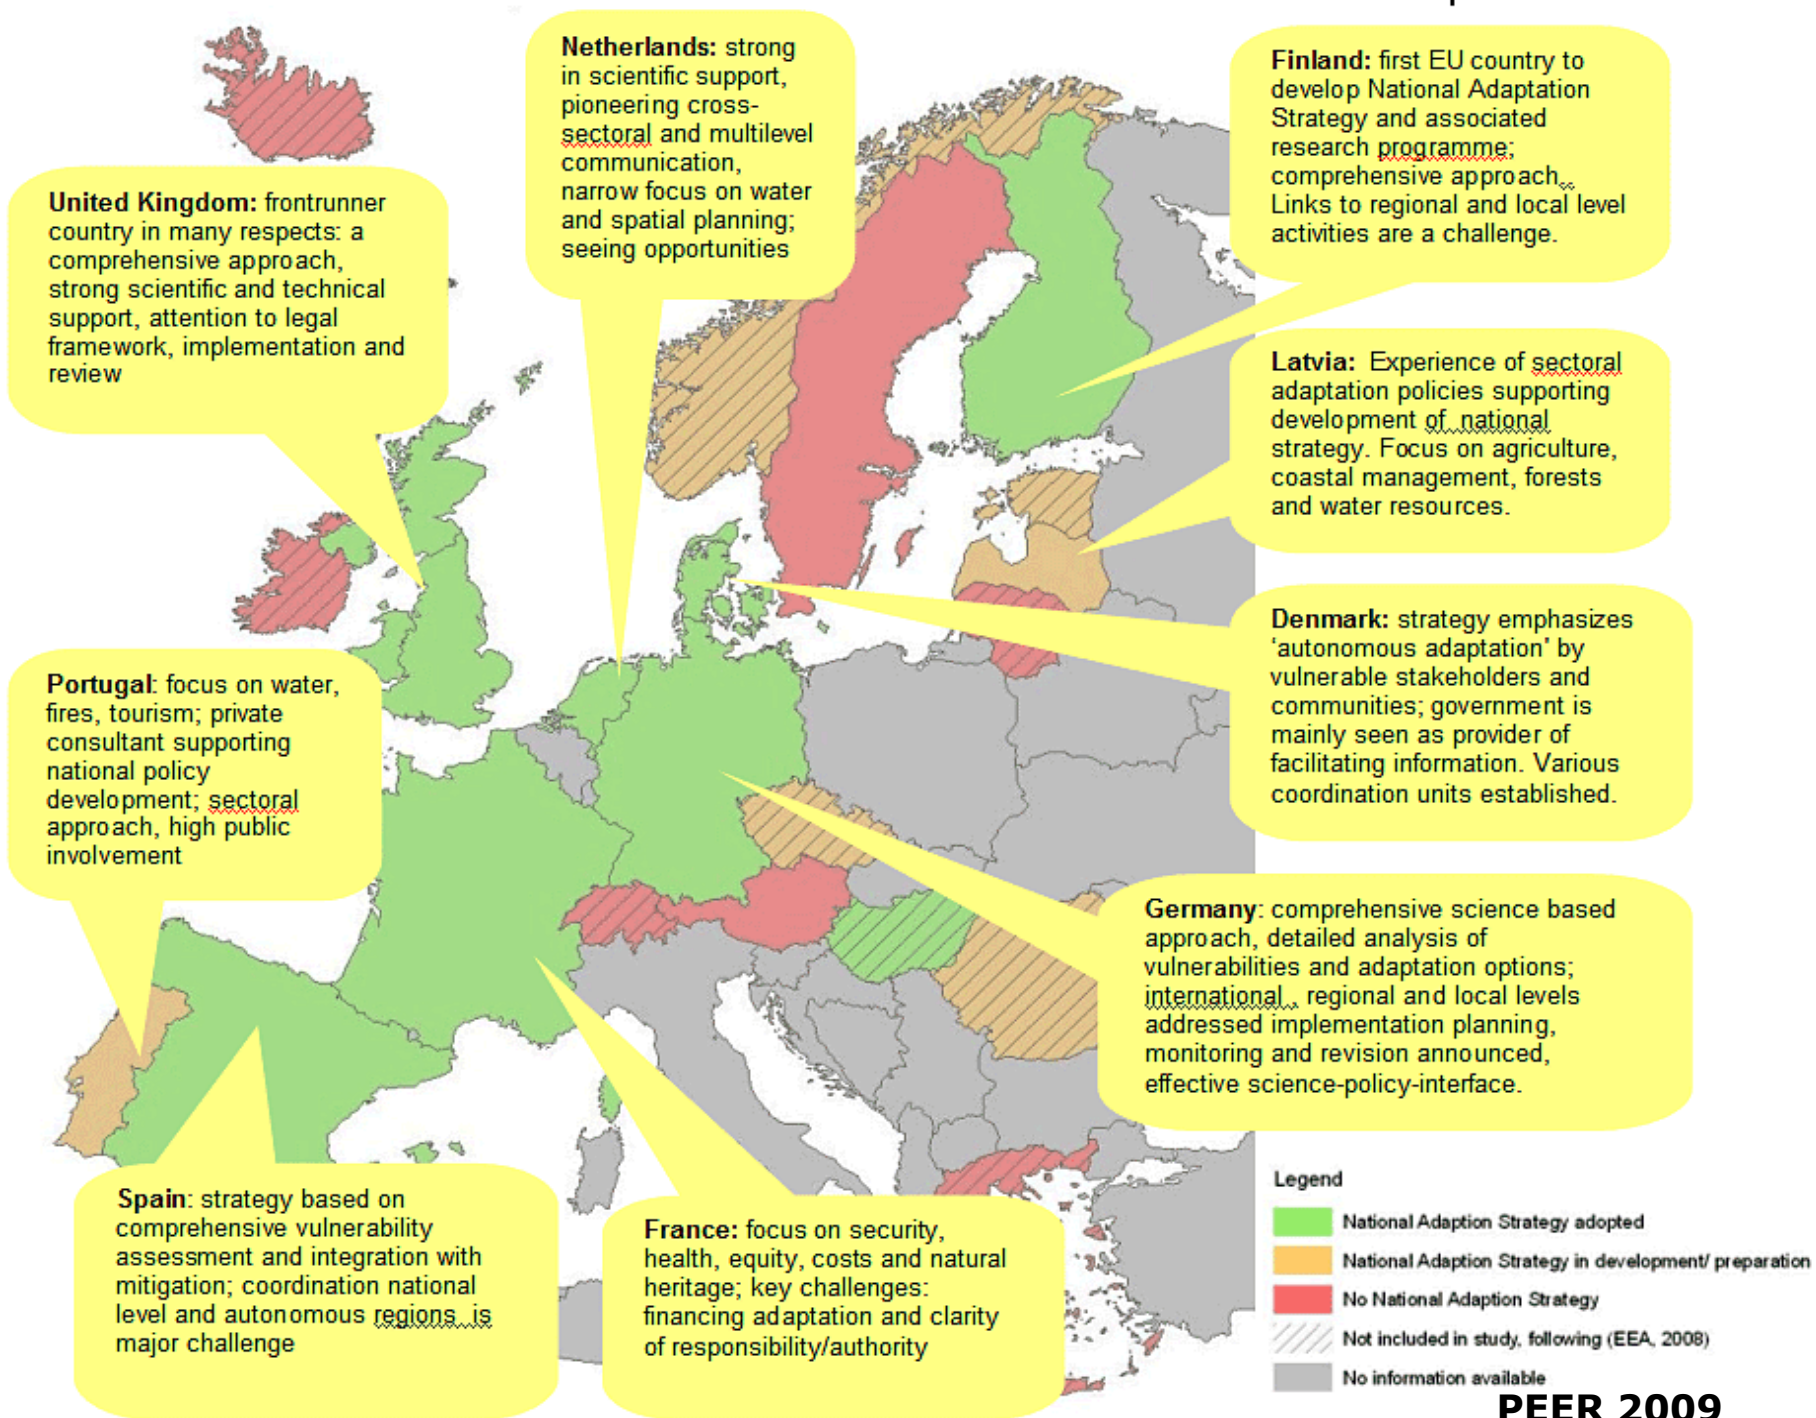 Netherlands: strong
in scientific support,
pioneering cross-
sectoral and multilevel
communication,
narrow focus on water
and spatial planning;
seeing opportunities
Finland: first EU country to
develop National Adaptation
Strategy and associated
research programme;
comprehensive approach,
Links to regional and local level
activities are a challenge.
United Kingdom: frontrunner
country in many respects: a
comprehensive approach,
strong scientific and technical
support, attention to legal
framework, implementation and
review
Latvia: Experience of sectoral
adaptation policies supporting
development of national
strategy. Focus on agriculture,
coastal management, forests
and water resources.
Denmark: strategy emphasizes
‘autonomous adaptation’ by
vulnerable stakeholders and
communities; government is
mainly seen as provider of
facilitating information. Various
coordination units established.
Portugal: focus on water,
fires, tourism; private
consultant supporting
national policy
development; sectoral
approach, high public
involvement
Germany: comprehensive science based
approach, detailed analysis of
vulnerabilities and adaptation options;
international , regional and local levels
addressed implementation planning,
monitoring and revision announced,
effective science-policy-interface.
Spain: strategy based on
comprehensive vulnerability
assessment and integration with
mitigation; coordination national
level and autonomous regions is
major challenge
France: focus on security,
health, equity, costs and natural
heritage; key challenges:
financing adaptation and clarity
of responsibility/authority
Legend
National Adaption Strategy adopted
National Adaption Strategy in development/ preparation
No National Adaption Strategy
Not included in study, following (EEA, 2008)
No information available
PEER 2009